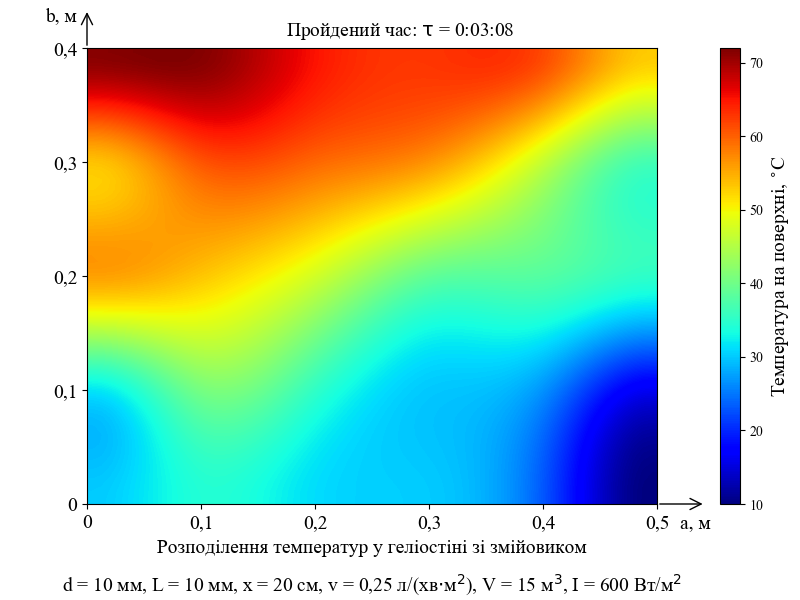 b, м
Пройдений час: τ = 0:03:08
0,4
0,3
0,2
0,1
0
0 0,1 0,2 0,3 0,4 0,5 a, м
70
60
50
40
30
20
10
Температура на поверхні, °C
Розподілення температур у геліостіні зі змійовиком
d = 10 мм, L = 10 мм, x = 20 см, v = 0,25 л/(хв·м²), V = 15 м³, I = 600 Вт/м²